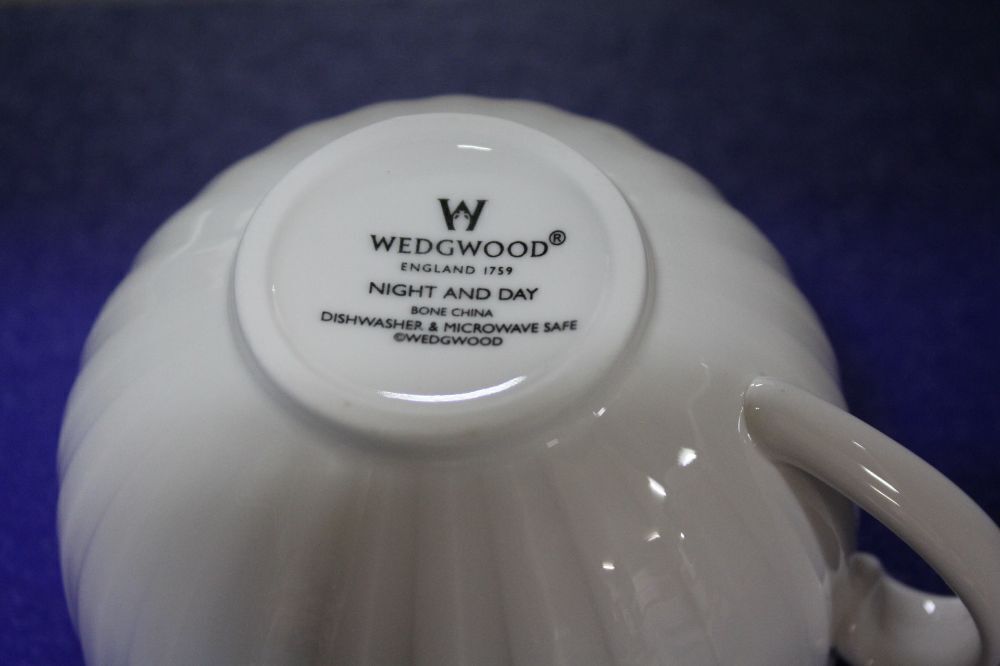 W
WEDGWOOD®
ENGLAND 1759
NIGHT AND DAY
BONE CHINA
DISHWASHER & MICROWAVE SAFE
©WEDGWOOD